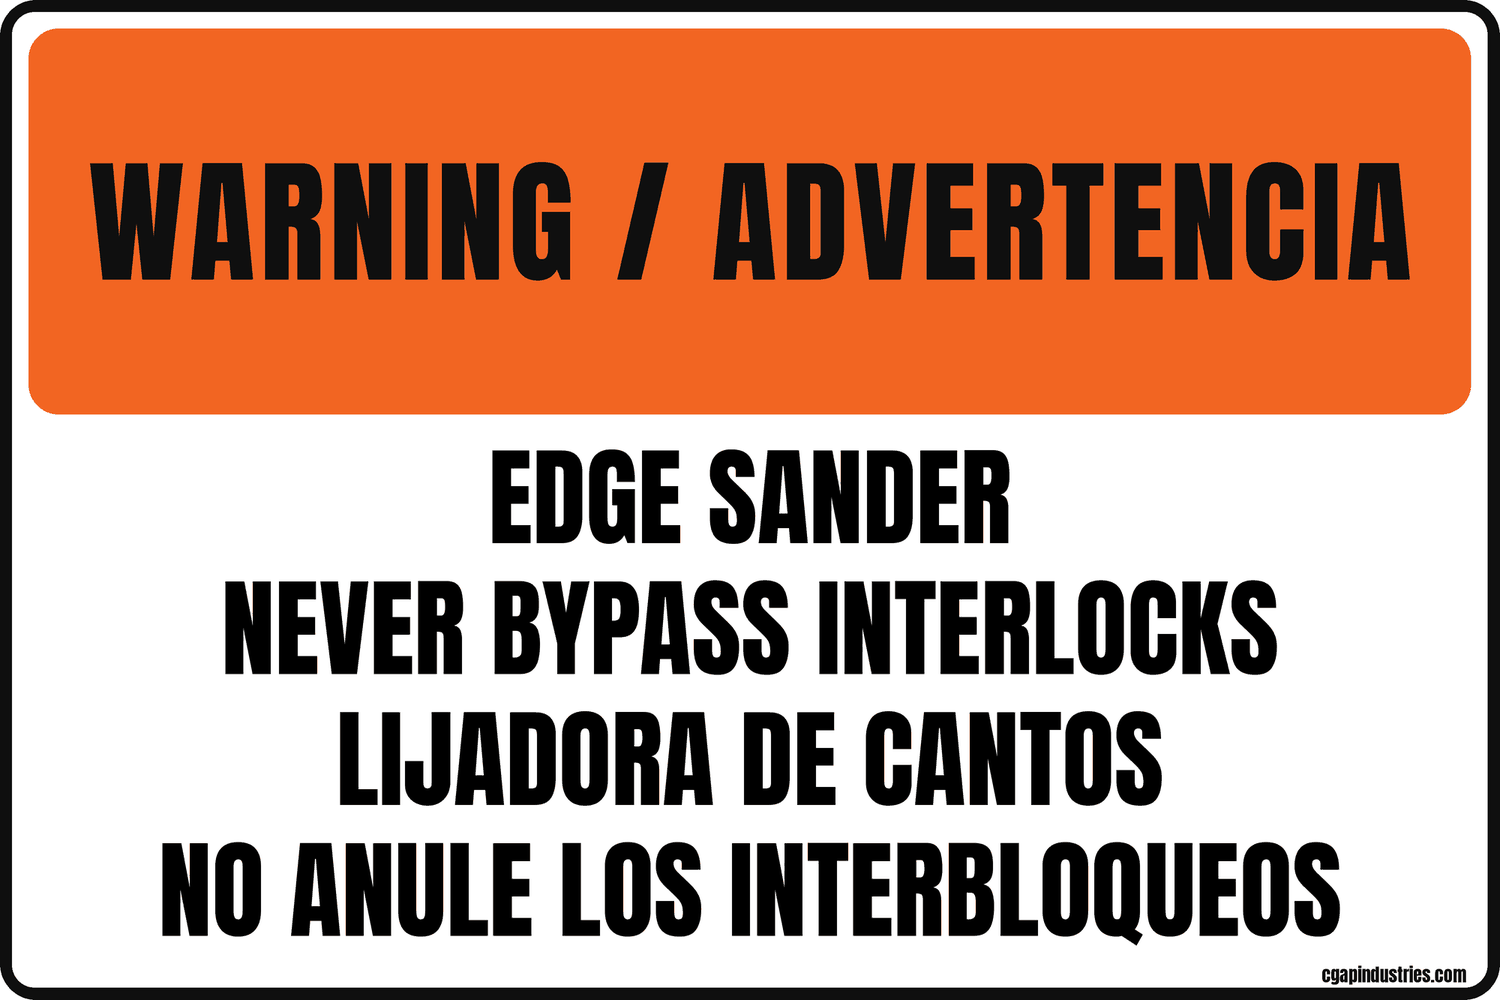 WARNING / ADVERTENCIA
EDGE SANDER
NEVER BYPASS INTERLOCKS
LIJADORA DE CANTOS
NO ANULE LOS INTERBLOQUEOS
cgapindustries.com